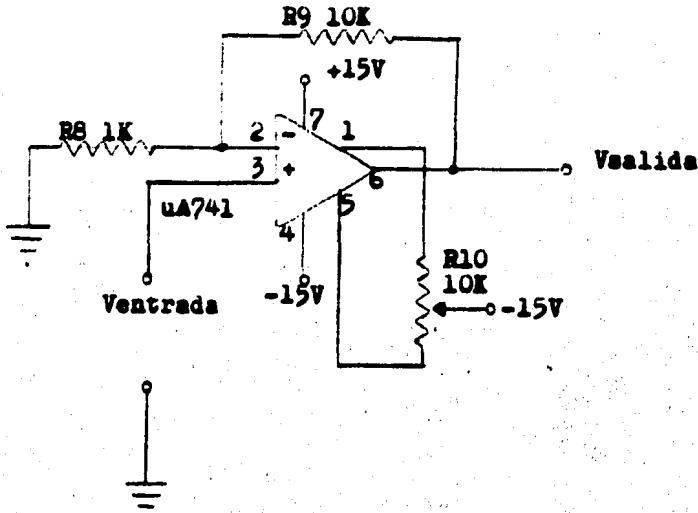 R9 10K
+15V
7
R8 1K
2
-
1
3
+
6
Vsalida
uA741
5
4
R10
10K
-15V
-15V
Ventrada